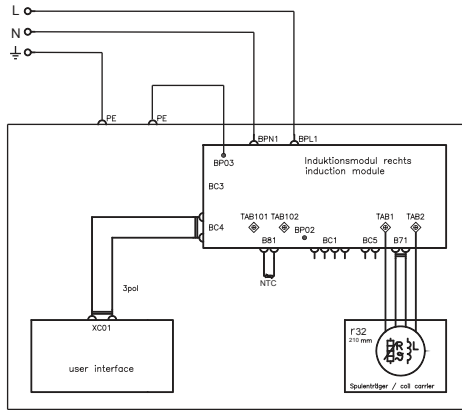 L
N
PE
PE
BPN1
BPL1
BP03
Induktionsmodul rechts
induction module
BC3
BC4
TAB101
TAB102
BP02
TAB1
TAB2
B81
BC1
BC5
B71
NTC
3pol
XC01
user interface
r32
210 mm
R
L
ϑ
Spulenträger / coil carrier